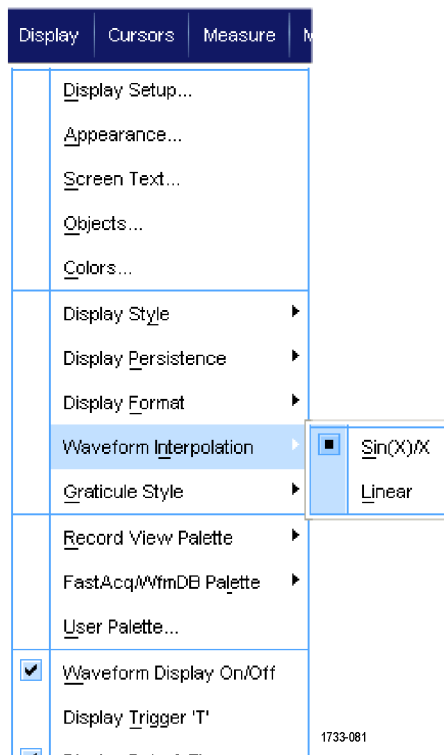 Display Cursors Measure
Display Setup...
Appearance...
Screen Text...
Objects...
Colors...
Display Style
Display Persistence
Display Format
Waveform Interpolation
Sin(X)/X
Graticule Style
Linear
Record View Palette
FastAcq/WfmDB Palette
User Palette...
Waveform Display On/Off
Display Trigger 'T'
1733-081